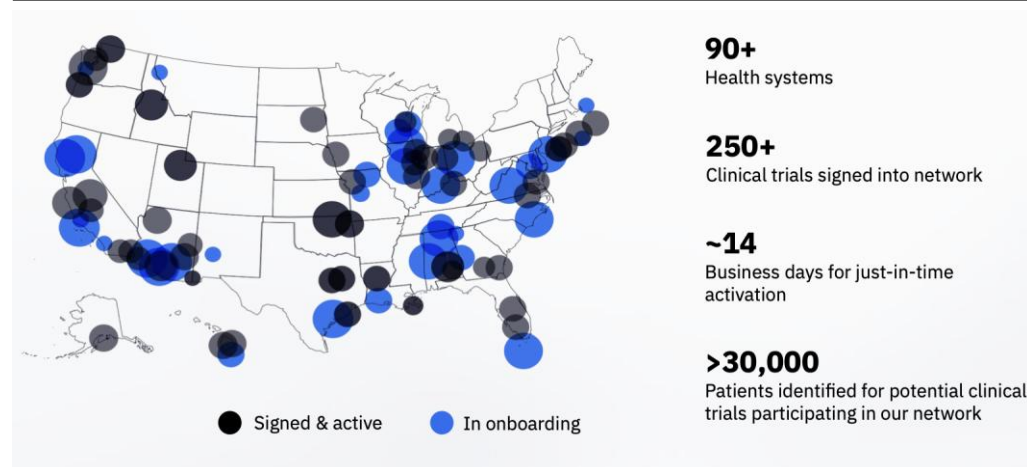 90+
Health systems
250+
Clinical trials signed into network
~14
Business days for just-in-time
activation
>30,000
Patients identified for potential clinical
trials participating in our network
Signed & active
In onboarding